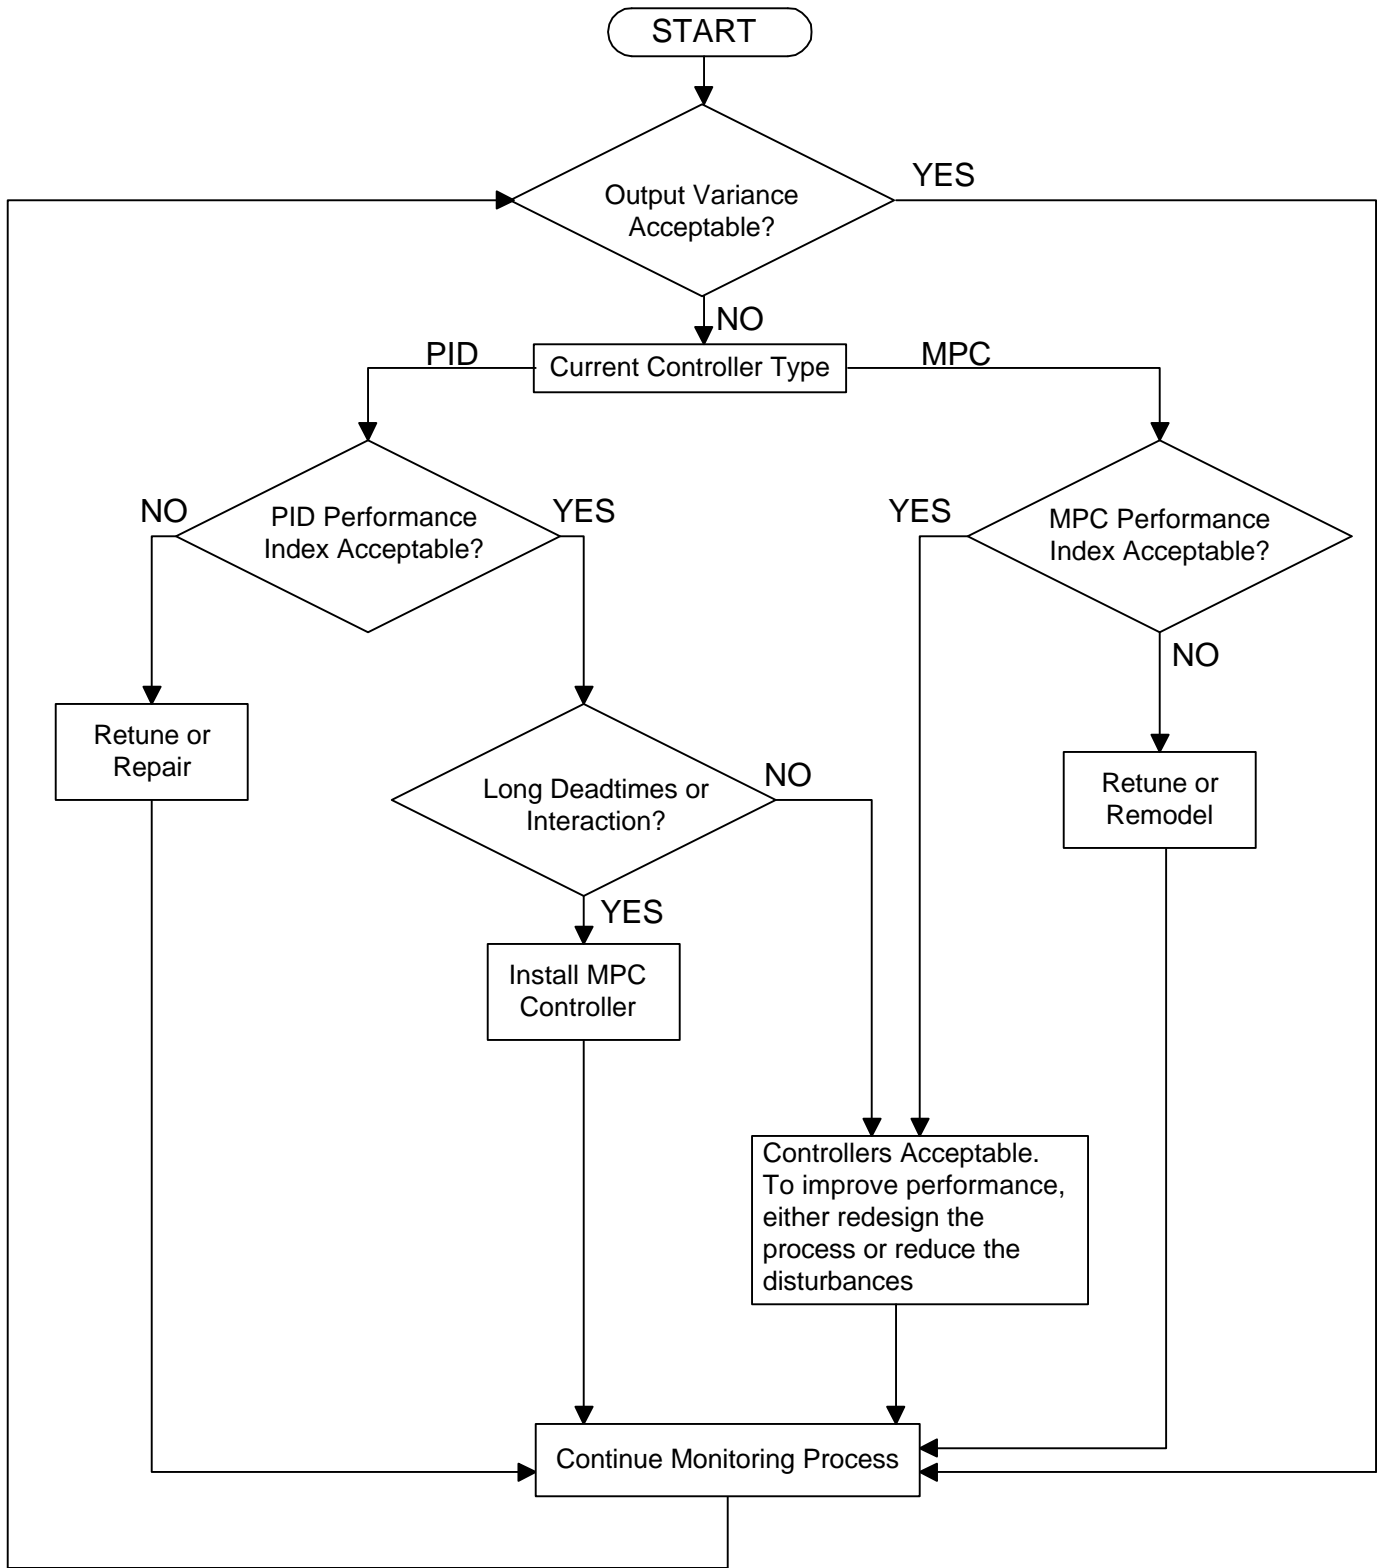 START
Output Variance
Acceptable?
YES
NO
PID
Current Controller Type
MPC
NO
PID Performance
Index Acceptable?
YES
YES
MPC Performance
Index Acceptable?
NO
Retune or
Repair
Long Deadtimes or
Interaction?
NO
Retune or
Remodel
YES
Install MPC
Controller
Controllers Acceptable.
To improve performance,
either redesign the
process or reduce the
disturbances
Continue Monitoring Process